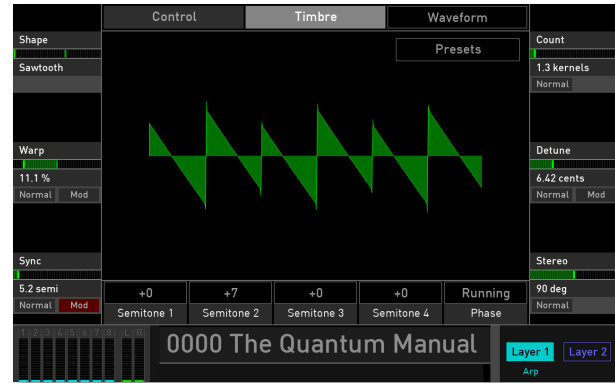 Control Timbre Waveform
Presets
Shape
Sawtooth
Warp
11.1 %
Normal Mod
Sync
5.2 semi
Normal Mod
Count
1.3 kernels
Normal
Detune
6.42 cents
Normal Mod
Stereo
90 deg
Normal
+0 +7 +0 +0 Running
Semitone 1 Semitone 2 Semitone 3 Semitone 4 Phase
1 2 3 4 5 6 7 8 L R
0000 The Quantum Manual
Layer 1 Layer 2
Arp